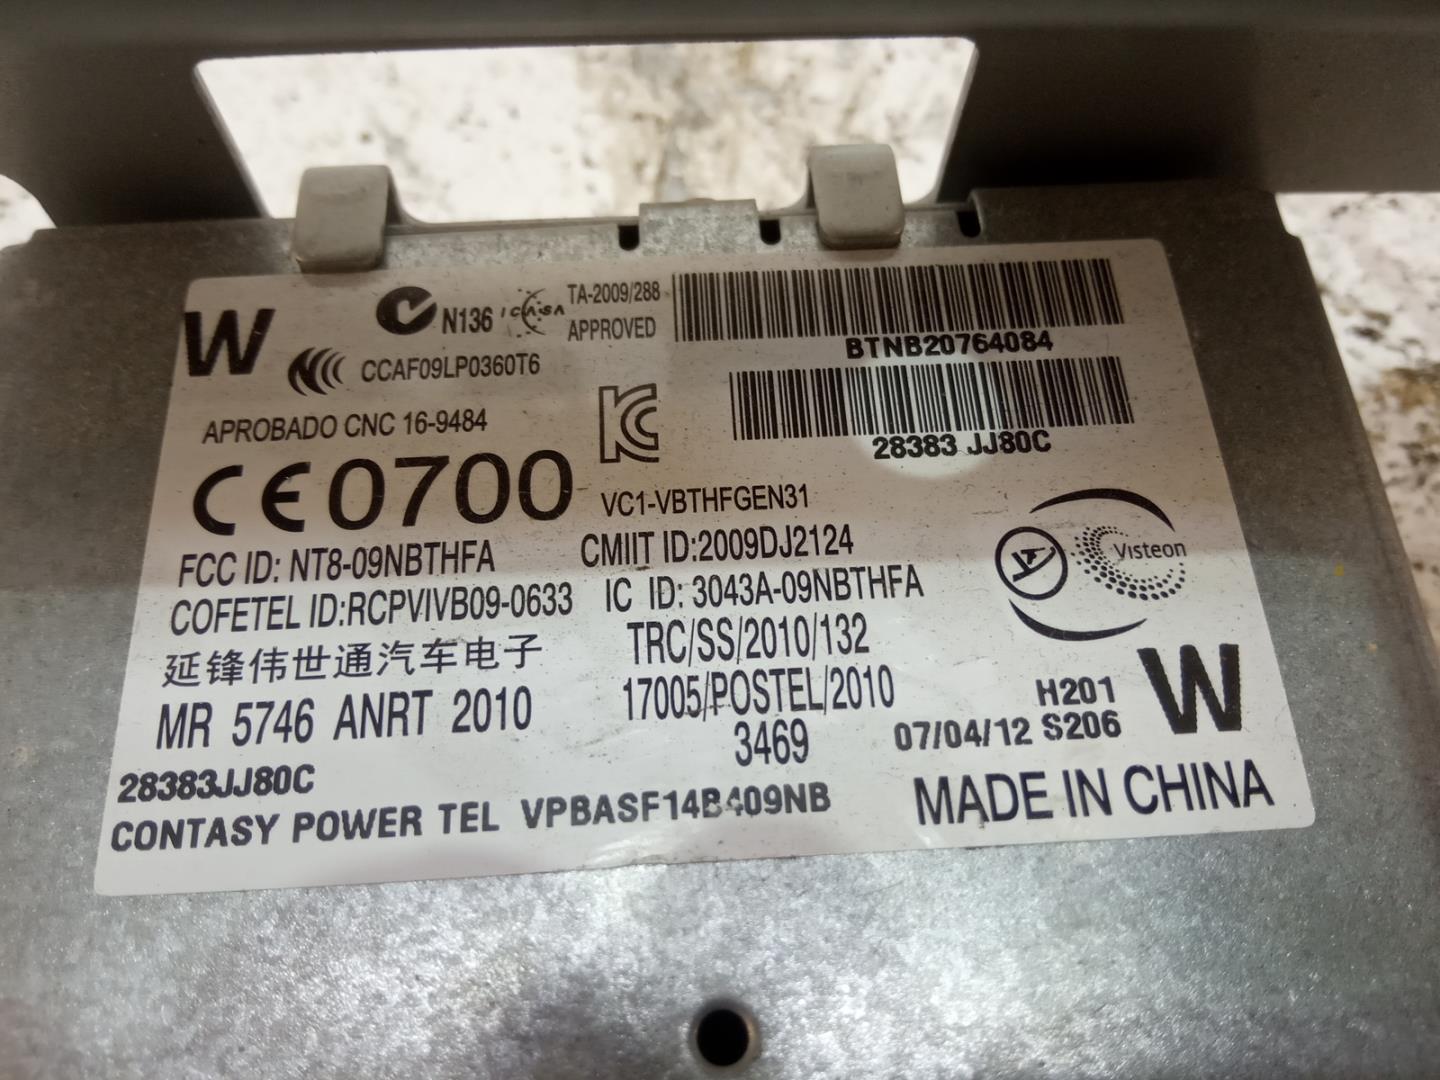 W
N136
ICASA
TA-2009/288
APPROVED
BTNB20764084
CCAF09LP0360T6
28383 JJ80C
APROBADO CNC 16-9484
CE0700
VC1-VBTHFGEN31
FCC ID: NT8-09NBTHFA
CMIIT ID:2009DJ2124
COFETEL ID:RCPVIVB09-0633
IC ID: 3043A-09NBTHFA
Visteon
延锋伟世通汽车电子
TRC/SS/2010/132
MR 5746 ANRT 2010
17005/POSTEL/2010
3469
H201
07/04/12 S206
W
28383JJ80C
CONTASY POWER TEL VPBASF14B409NB
MADE IN CHINA